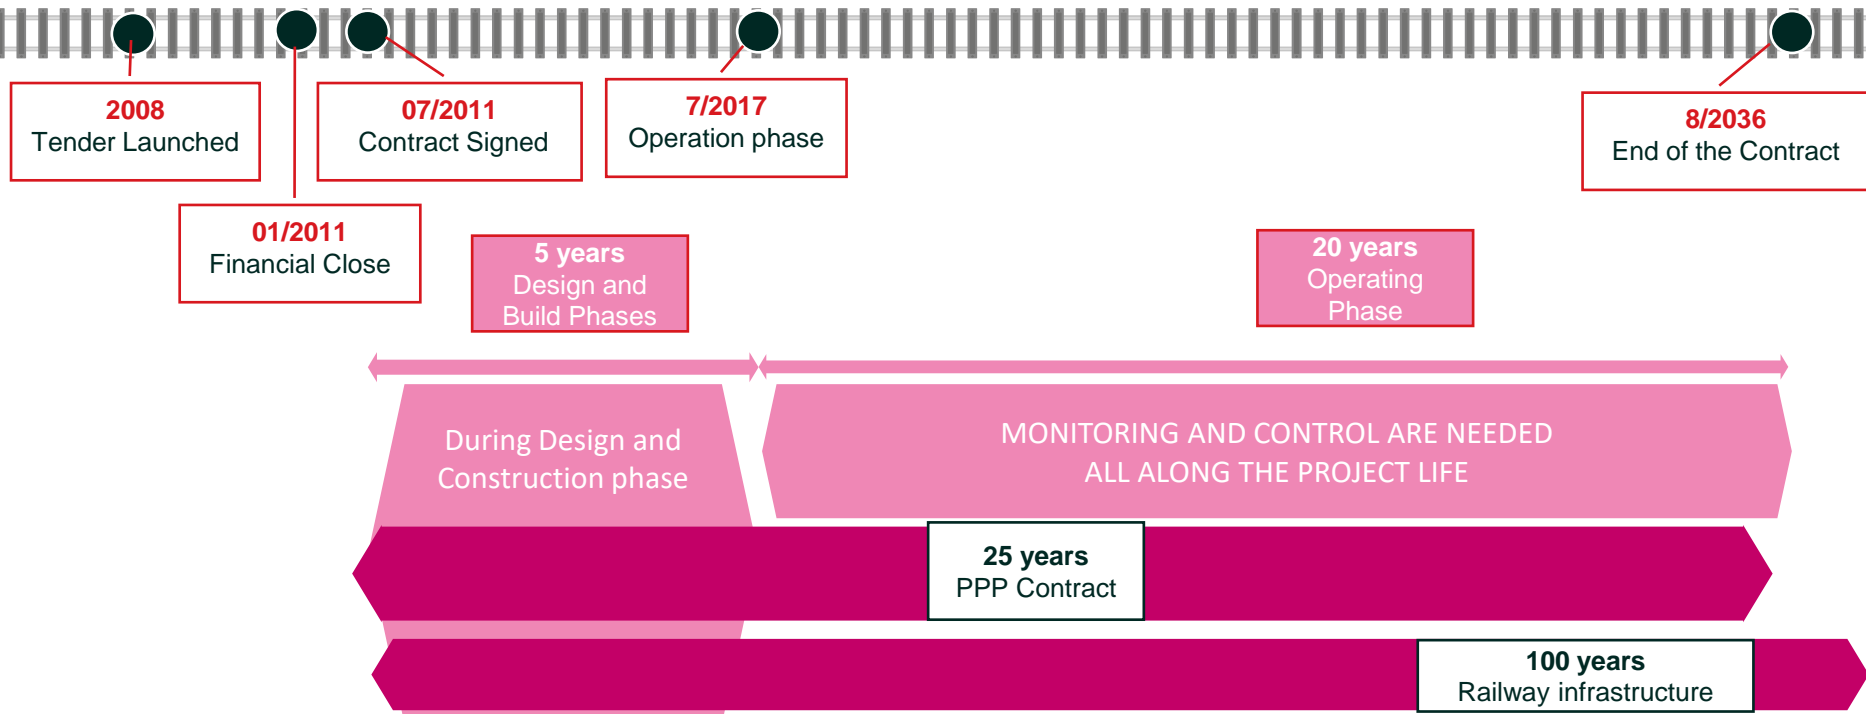 2008
Tender Launched
07/2011
Contract Signed
7/2017
Operation phase
8/2036
End of the Contract
01/2011
Financial Close
5 years
Design and
Build Phases
20 years
Operating
Phase
During Design and
Construction phase
MONITORING AND CONTROL ARE NEEDED
ALL ALONG THE PROJECT LIFE
25 years
PPP Contract
100 years
Railway infrastructure